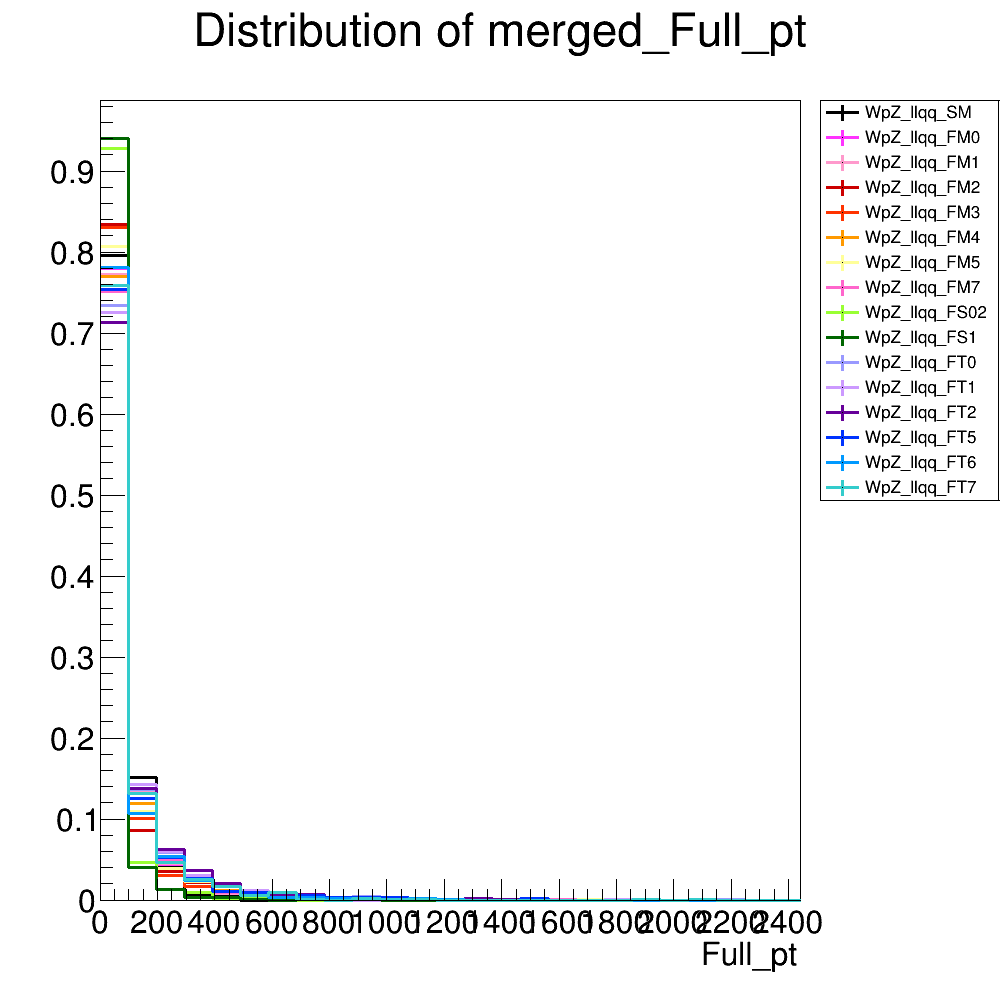 Distribution of merged_Full_pt
WpZ_llqq_SM
WpZ_llqq_FM0
WpZ_llqq_FM1
WpZ_llqq_FM2
WpZ_llqq_FM3
WpZ_llqq_FM4
WpZ_llqq_FM5
WpZ_llqq_FM7
WpZ_llqq_FS02
WpZ_llqq_FS1
WpZ_llqq_FT0
WpZ_llqq_FT1
WpZ_llqq_FT2
WpZ_llqq_FT5
WpZ_llqq_FT6
WpZ_llqq_FT7
0.9
0.8
0.7
0.6
0.5
0.4
0.3
0.2
0.1
0
0 200 400 600 800 1000 1200 1400 1600 1800 2000 2200 2400
Full_pt